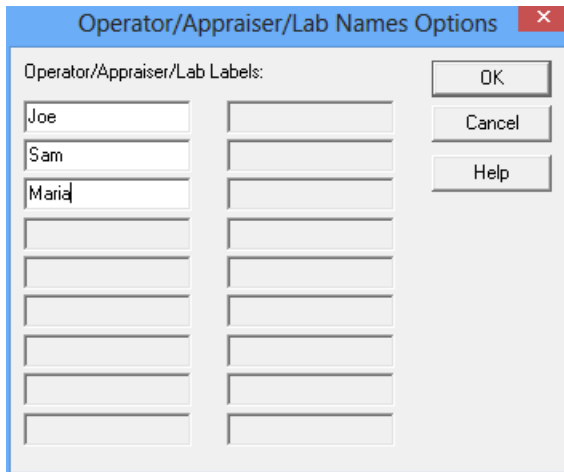 Operator/Appraiser/Lab Names Options
Operator/Appraiser/Lab Labels:
OK
Joe
Cancel
Sam
Help
Maria